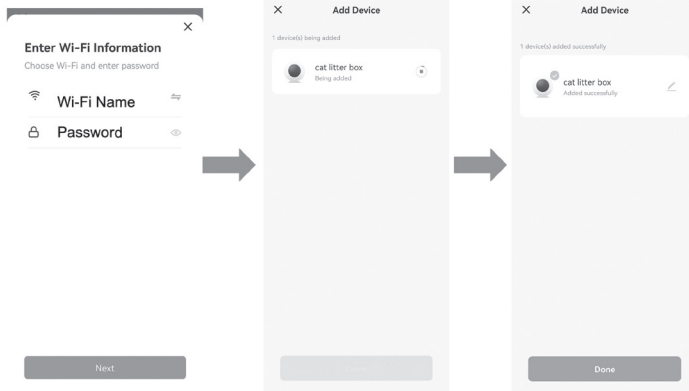 Enter Wi-Fi Information
Choose Wi-Fi and enter password
Wi-Fi Name
Password
Next
Add Device
1 device(s) being added
cat litter box
Being added
Add Device
1 device(s) added successfully
cat litter box
Added successfully
Done